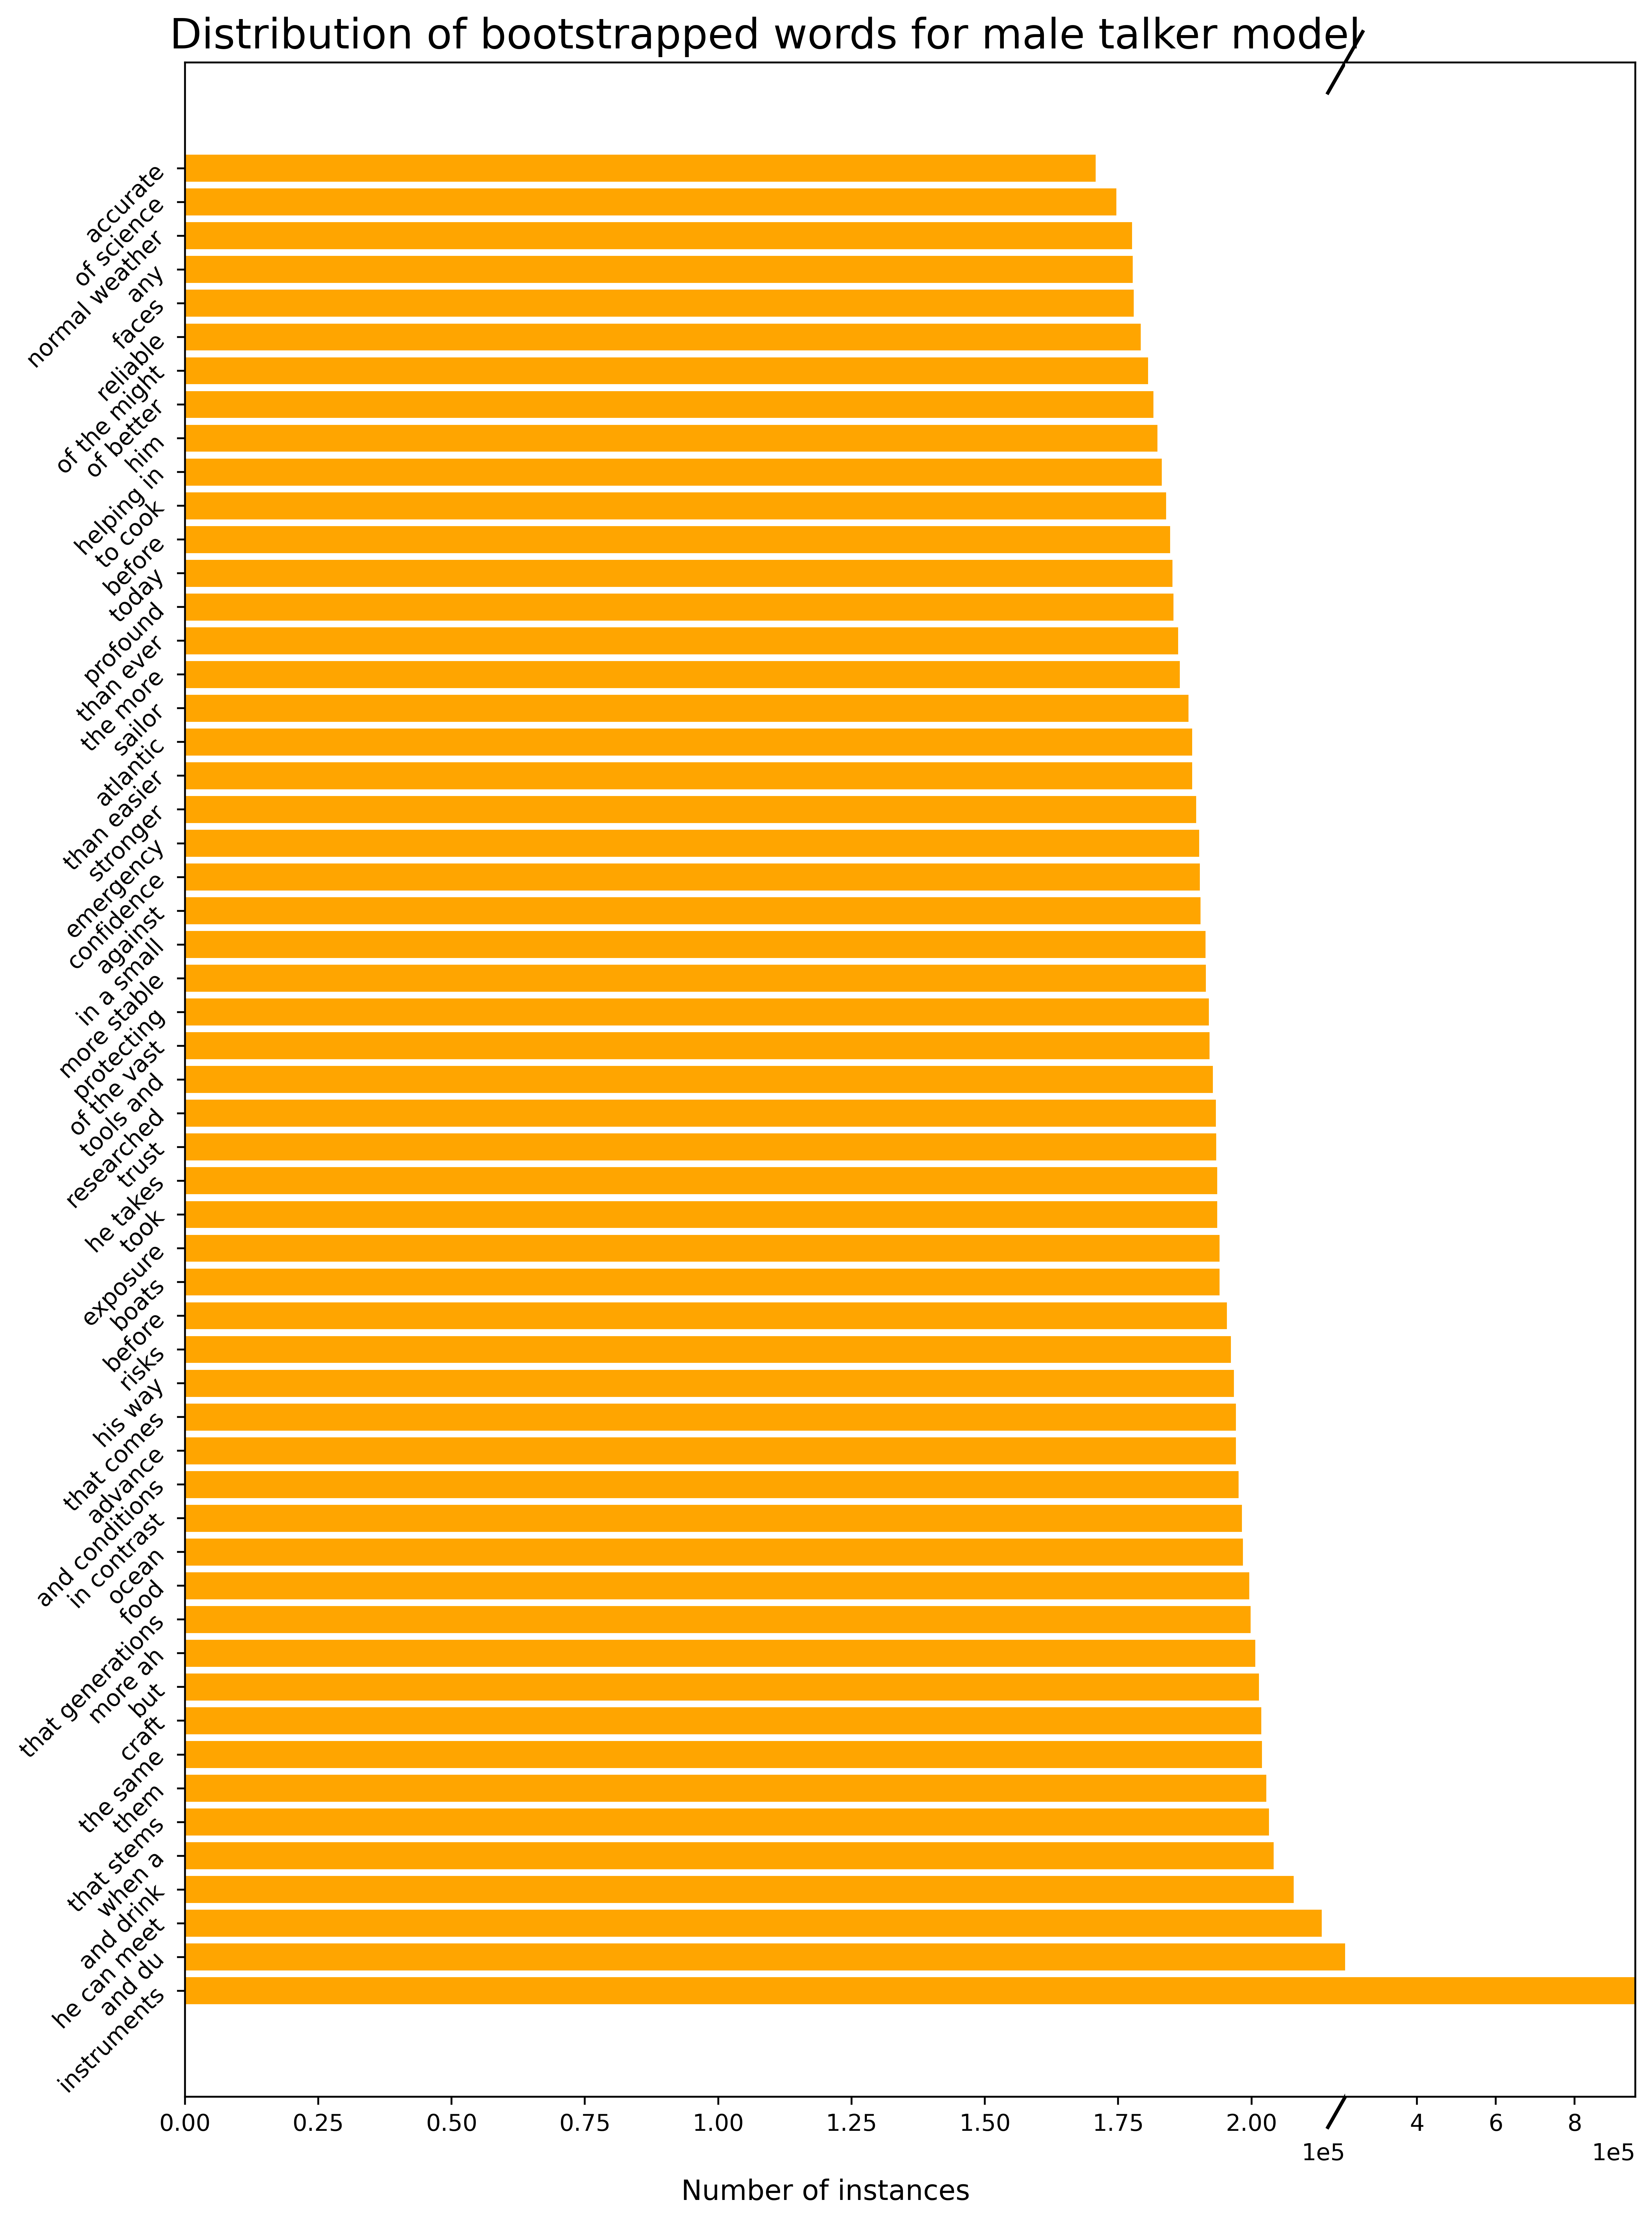 Distribution of bootstrapped words for male talker model
accurate
of science
normal weather
any
faces
reliable
of the might
of better
him
helping in
to cook
before
today
profound
than ever
the more
sailor
atlantic
than easier
stronger
emergency
confidence
against
in a small
more stable
protecting
of the vast
tools and
researched
trust
he takes
took
exposure
boats
before
risks
his way
that comes
advance
and conditions
in contrast
ocean
food
that generations
more ah
but
craft
the same
them
that stems
when a
and drink
he can meet
and du
instruments
0.00 0.25 0.50 0.75 1.00 1.25 1.50 1.75 2.00 4 6 8
1e5 1e5
Number of instances